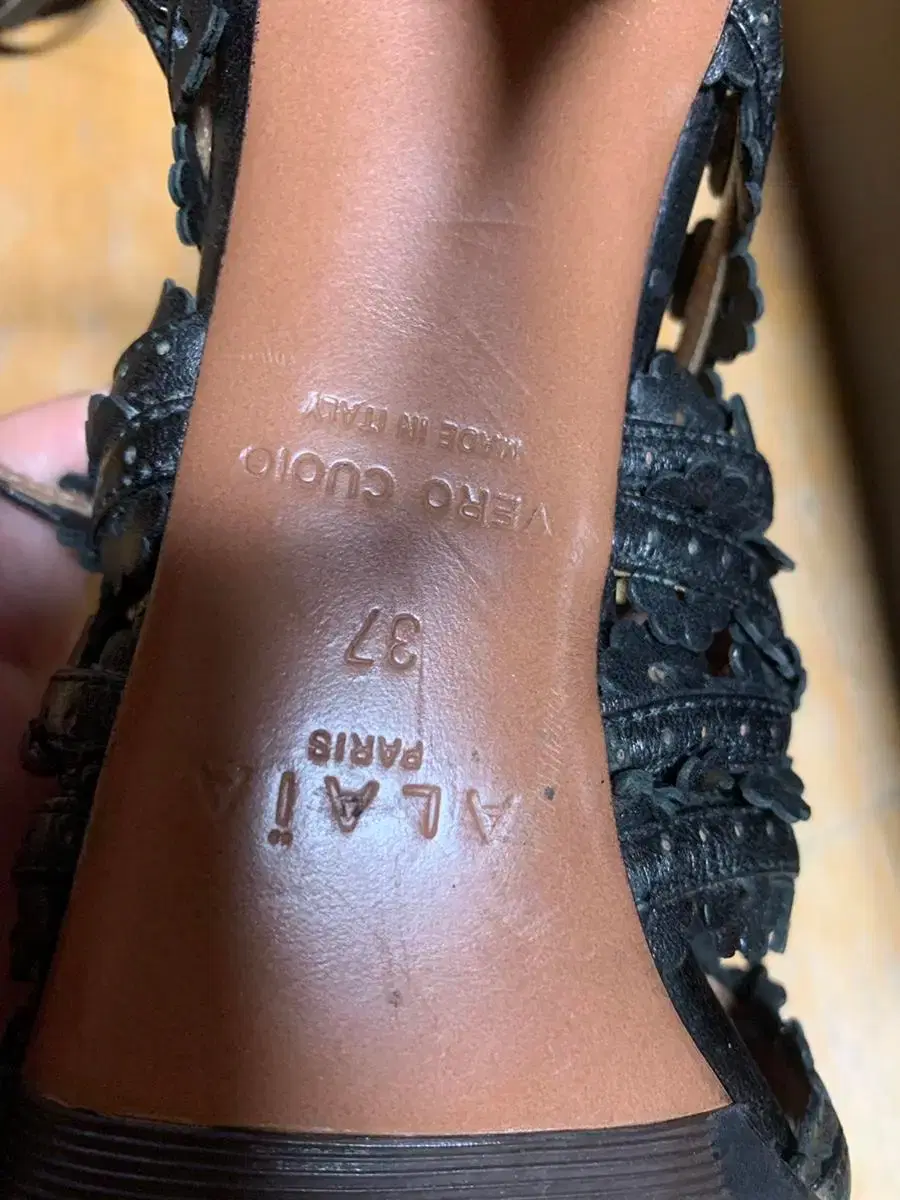 ALAÏA
PARIS
37
VERO CUOIO
MADE IN ITALY